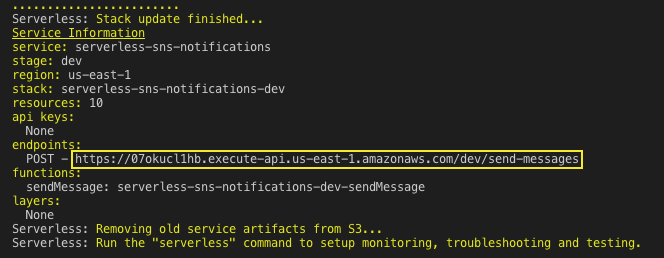 ........................
Serverless: Stack update finished...
Service Information
service: serverless-sns-notifications
stage: dev
region: us-east-1
stack: serverless-sns-notifications-dev
resources: 10
api keys:
  None
endpoints:
  POST - https://07okucl1hb.execute-api.us-east-1.amazonaws.com/dev/send-messages
functions:
  sendMessage: serverless-sns-notifications-dev-sendMessage
layers:
  None
Serverless: Removing old service artifacts from S3...
Serverless: Run the "serverless" command to setup monitoring, troubleshooting and testing.